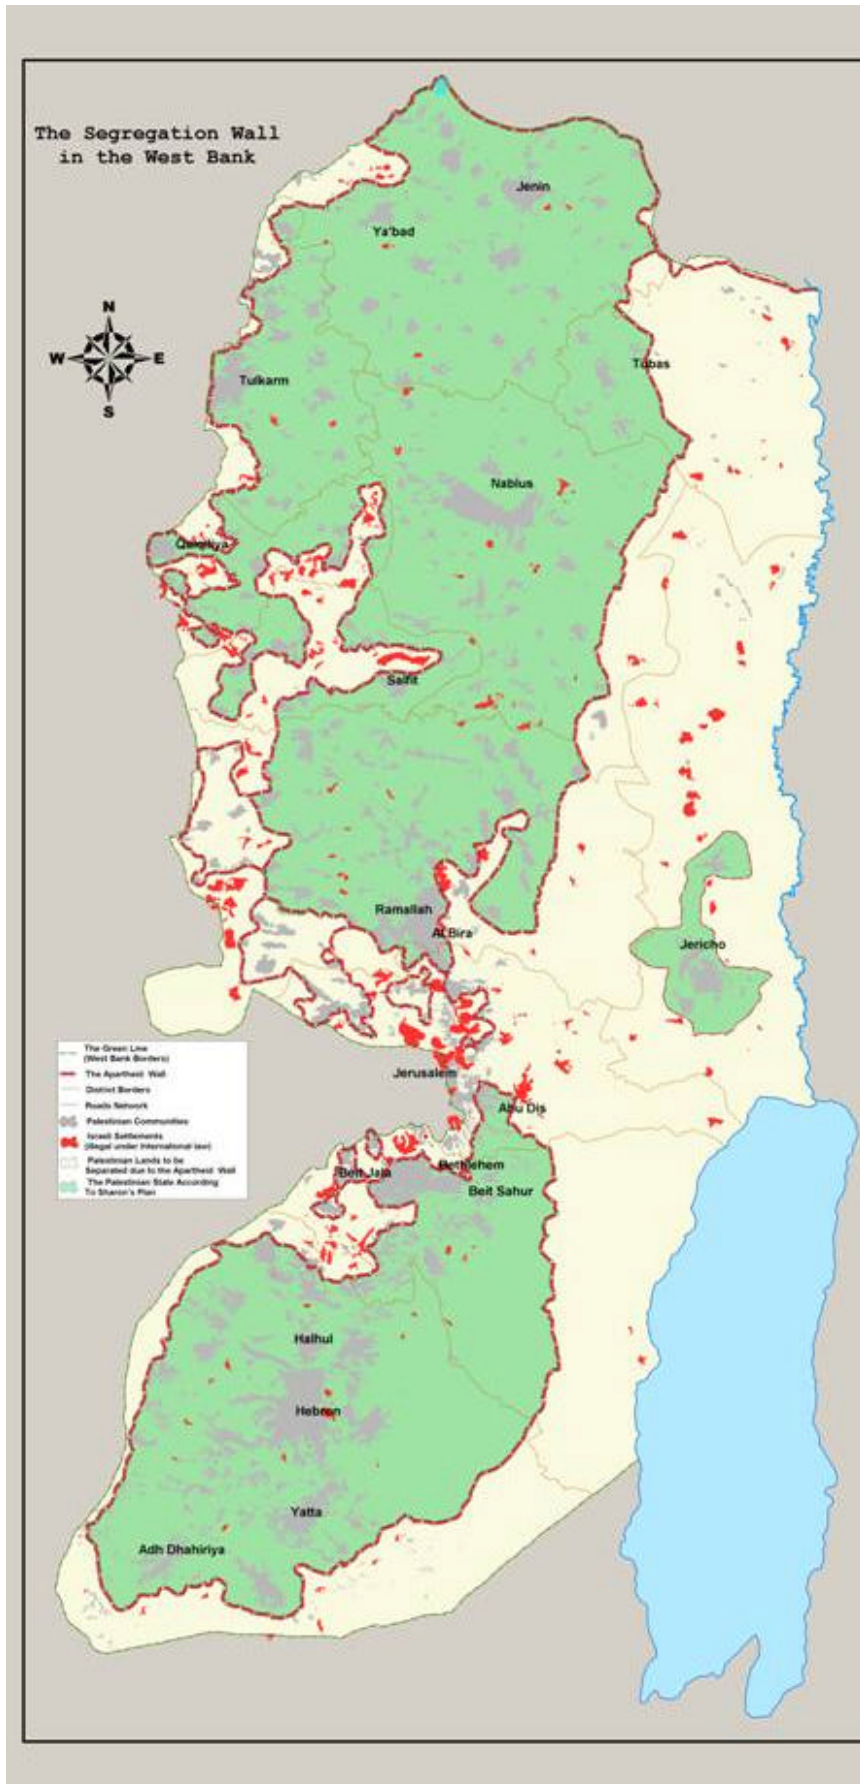 The Segregation Wall
in the West Bank
Jenin
Ya'bad
N
W E
S
Tubas
Tulkarm
Nablus
Qalqiliya
Salfit
Ramallah
Al Bira
Jericho
The Green Line
(West Bank Borders)
The Apartheid Wall
District Borders
Roads Network
Palestinian Communities
Israeli Settlements
(illegal under International law)
Palestinian Lands to be
Separated due to the Apartheid Wall
The Palestinian State According
To Sharon's Plan
Jerusalem
Abu Dis
Bethlehem
Beit Jala
Beit Sahur
Halhul
Hebron
Yatta
Adh Dhahiriya